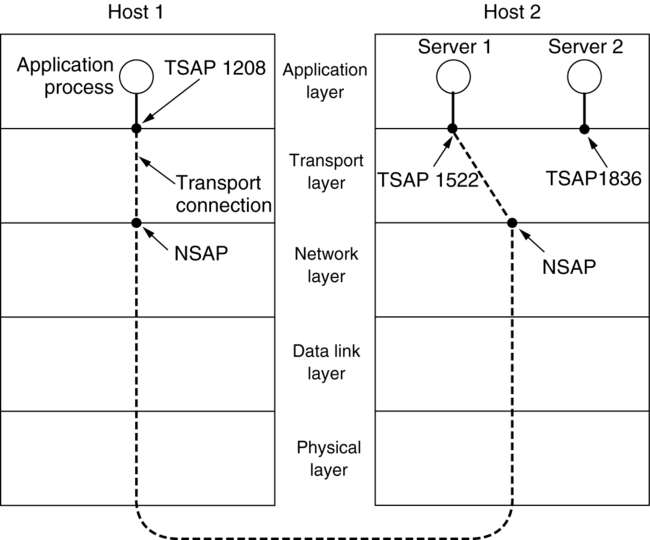 Host 1
Host 2
Application
process
TSAP 1208
Application
layer
Server 1
Server 2
Transport
connection
Transport
layer
TSAP 1522
TSAP1836
NSAP
Network
layer
NSAP
Data link
layer
Physical
layer